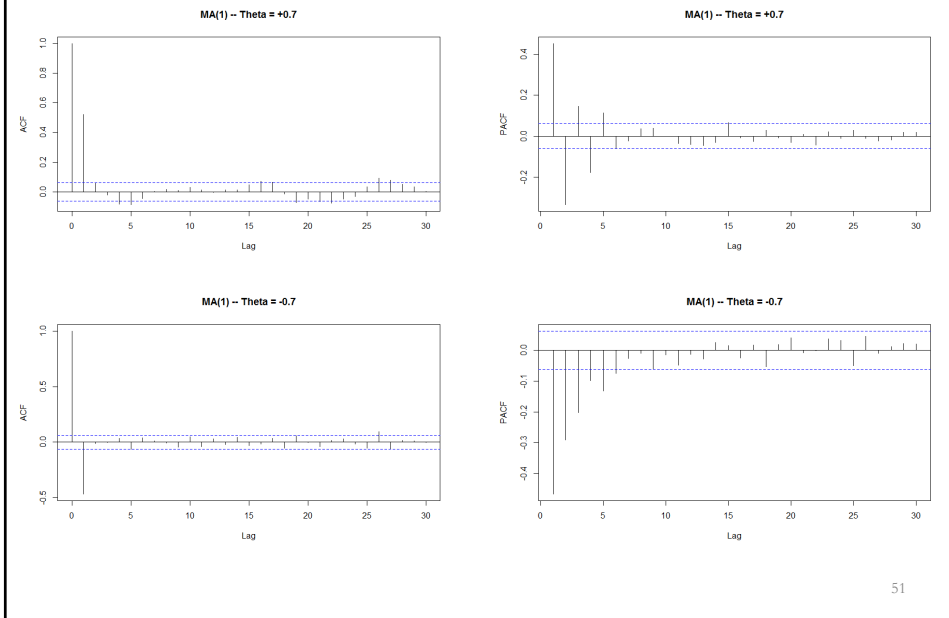 MA(1) -- Theta = +0.7
ACF
1.0
0.8
0.6
0.4
0.2
0.0
0 5 10 15 20 25 30
Lag
MA(1) -- Theta = +0.7
PACF
0.4
0.2
0.0
-0.2
0 5 10 15 20 25 30
Lag
MA(1) -- Theta = -0.7
ACF
1.0
0.5
0.0
-0.5
0 5 10 15 20 25 30
Lag
MA(1) -- Theta = -0.7
PACF
0.0
-0.1
-0.2
-0.3
-0.4
0 5 10 15 20 25 30
Lag
51